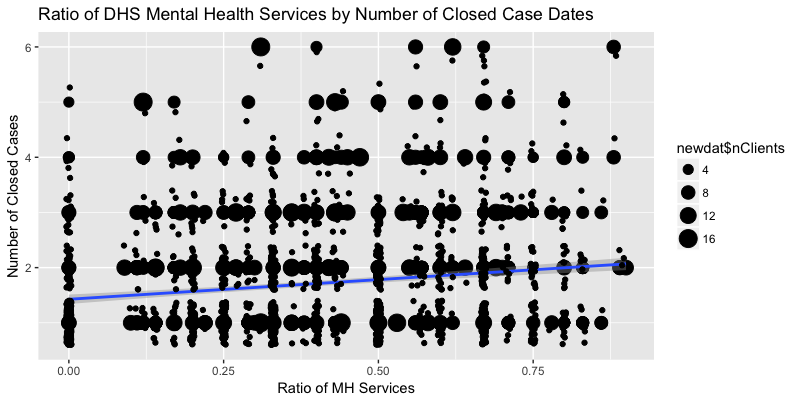 Ratio of DHS Mental Health Services by Number of Closed Case Dates
6
4
2
Number of Closed Cases
0.00 0.25 0.50 0.75
Ratio of MH Services
newdat$nClients
4
8
12
16